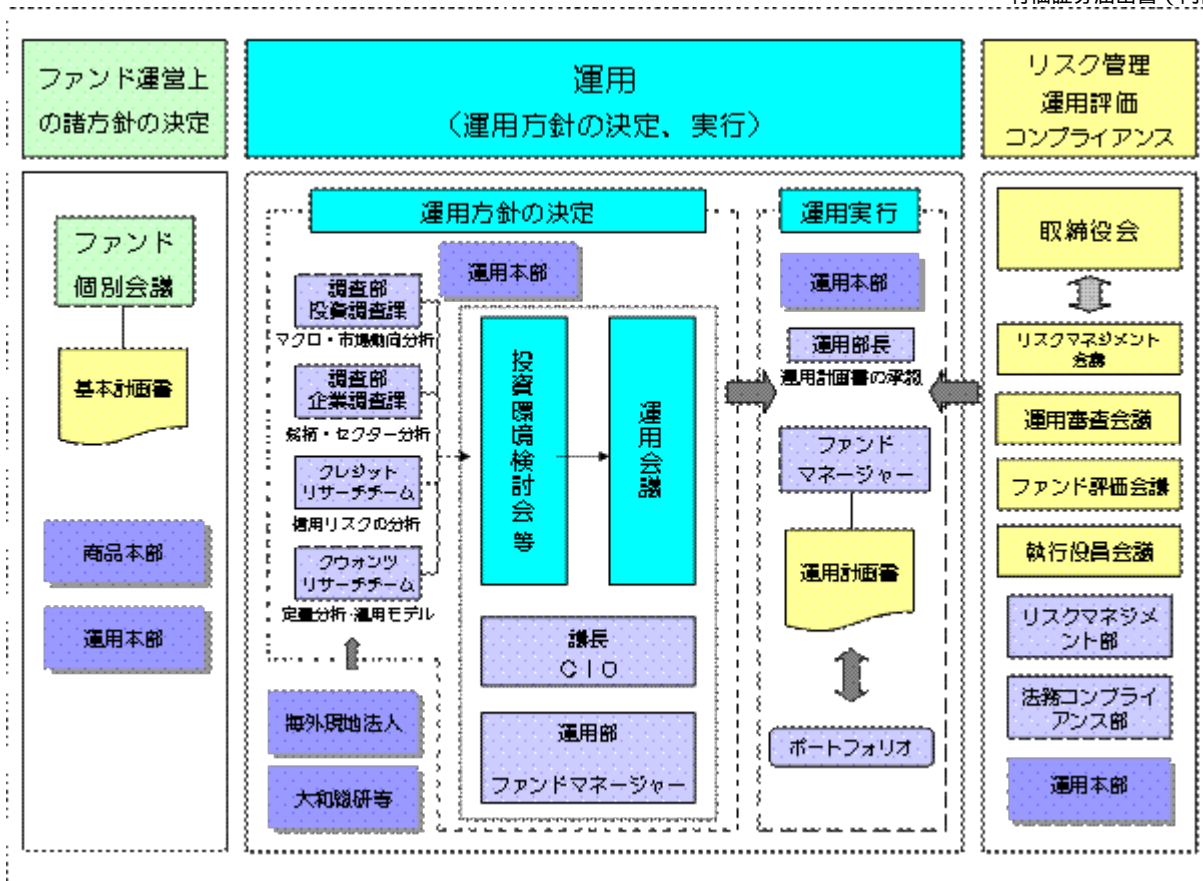 ファンド運営上
の諸方針の決定
運用
（運用方針の決定、実行）
リスク管理
運用評価
コンプライアンス
ファンド
個別会議
基本計画書
商品本部
運用本部
運用方針の決定
運用本部
調査部
投資調査課
マクロ・市場動向分析
調査部
企業調査課
銘柄・セクター分析
クレジット
リサーチチーム
信用リスクの分析
クウォンツ
リサーチチーム
定量分析・運用モデル
海外現地法人
大和総研等
投資環境検討会等
運用会議
議長
CIO
運用部
ファンドマネージャー
運用実行
運用本部
運用部長
運用計画書の承認
ファンド
マネージャー
運用計画書
ポートフォリオ
取締役会
リスクマネジメント
会議
運用審査会議
ファンド評価会議
執行役員会議
リスクマネジメ
ント部
法務コンプライ
アンス部
運用本部